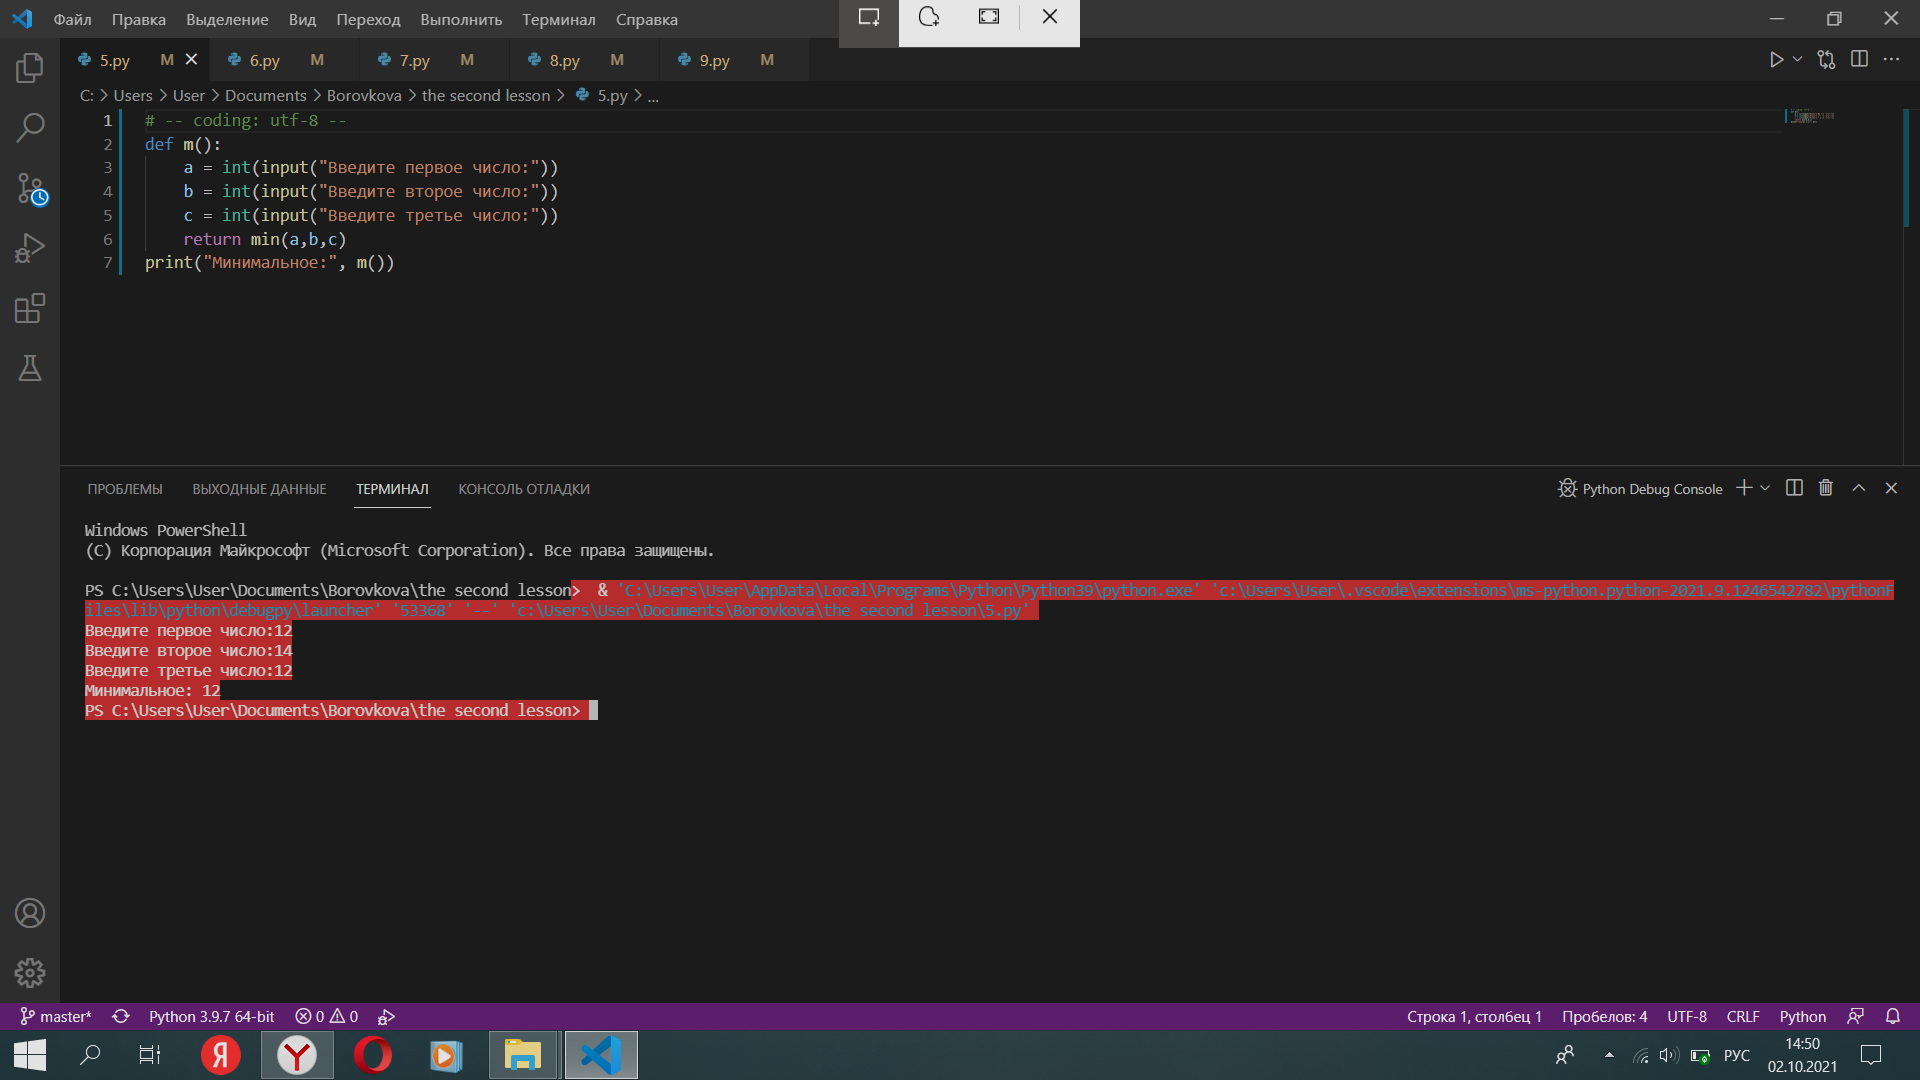 Файл Правка Выделение Вид Переход Выполнить Терминал Справка
5.py M 6.py M 7.py M 8.py M 9.py M
C: > Users > User > Documents > Borovkova > the second lesson > 5.py > ...
1 # -- coding: utf-8 --
2 def m():
3 a = int(input("Введите первое число:"))
4 b = int(input("Введите второе число:"))
5 c = int(input("Введите третье число:"))
6 return min(a,b,c)
7 print("Минимальное:", m())
ПРОБЛЕМЫ ВЫХОДНЫЕ ДАННЫЕ ТЕРМИНАЛ КОНСОЛЬ ОТЛАДКИ Python Debug Console
Windows PowerShell
(C) Корпорация Майкрософт (Microsoft Corporation). Все права защищены.
PS C:\Users\User\Documents\Borovkova\the second lesson>  & 'C:\Users\User\AppData\Local\Programs\Python\Python39\python.exe' 'c:\Users\User\.vscode\extensions\ms-python.python-2021.9.1246542782\pythonF
iles\lib\python\debugpy\launcher' '53368' '--' 'c:\Users\User\Documents\Borovkova\the second lesson\5.py'
Введите первое число:12
Введите второе число:14
Введите третье число:12
Минимальное: 12
PS C:\Users\User\Documents\Borovkova\the second lesson>
master* Python 3.9.7 64-bit 0 0 Строка 1, столбец 1 Пробелов: 4 UTF-8 CRLF Python
РУС 14:50
02.10.2021